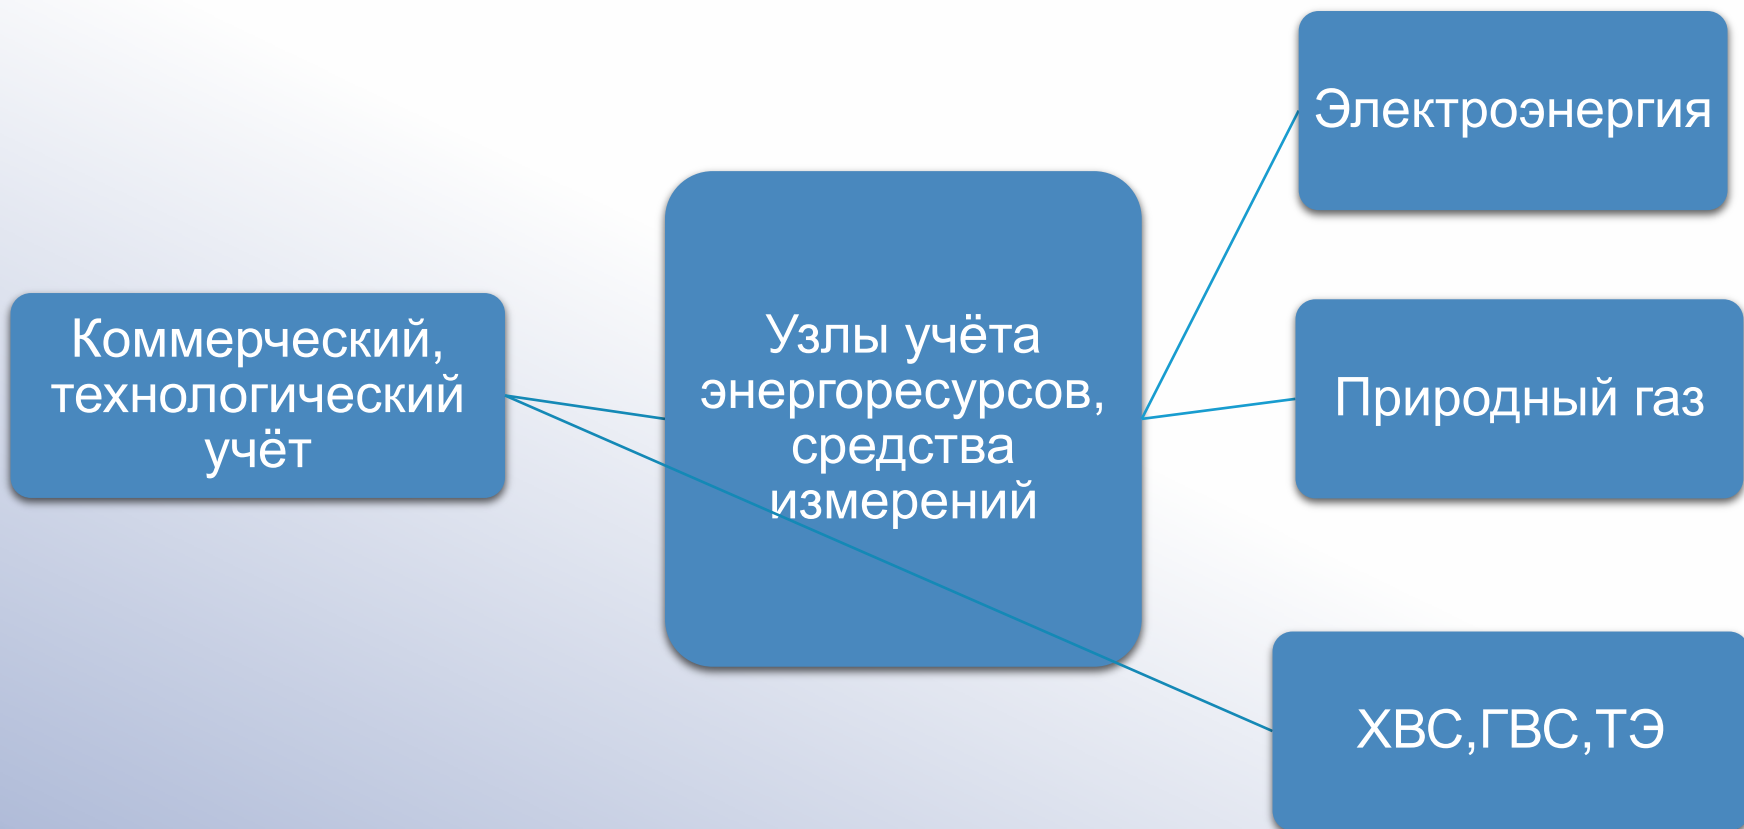 Коммерческий,
технологический
учёт
Узлы учёта
энергоресурсов,
средства
измерений
Электроэнергия
Природный газ
ХВС,ГВС,ТЭ